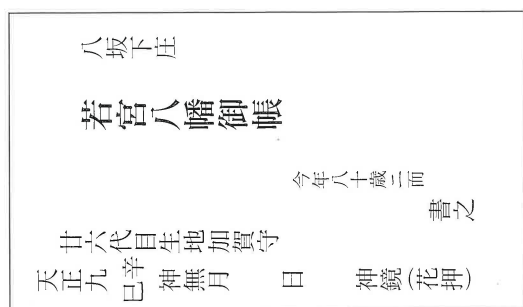 八坂下庄
若宮八幡御帳
今年八十歳ニ而
書之
廿六代目生地加賀守
天正九辛巳神無月　日　神鏡(花押)